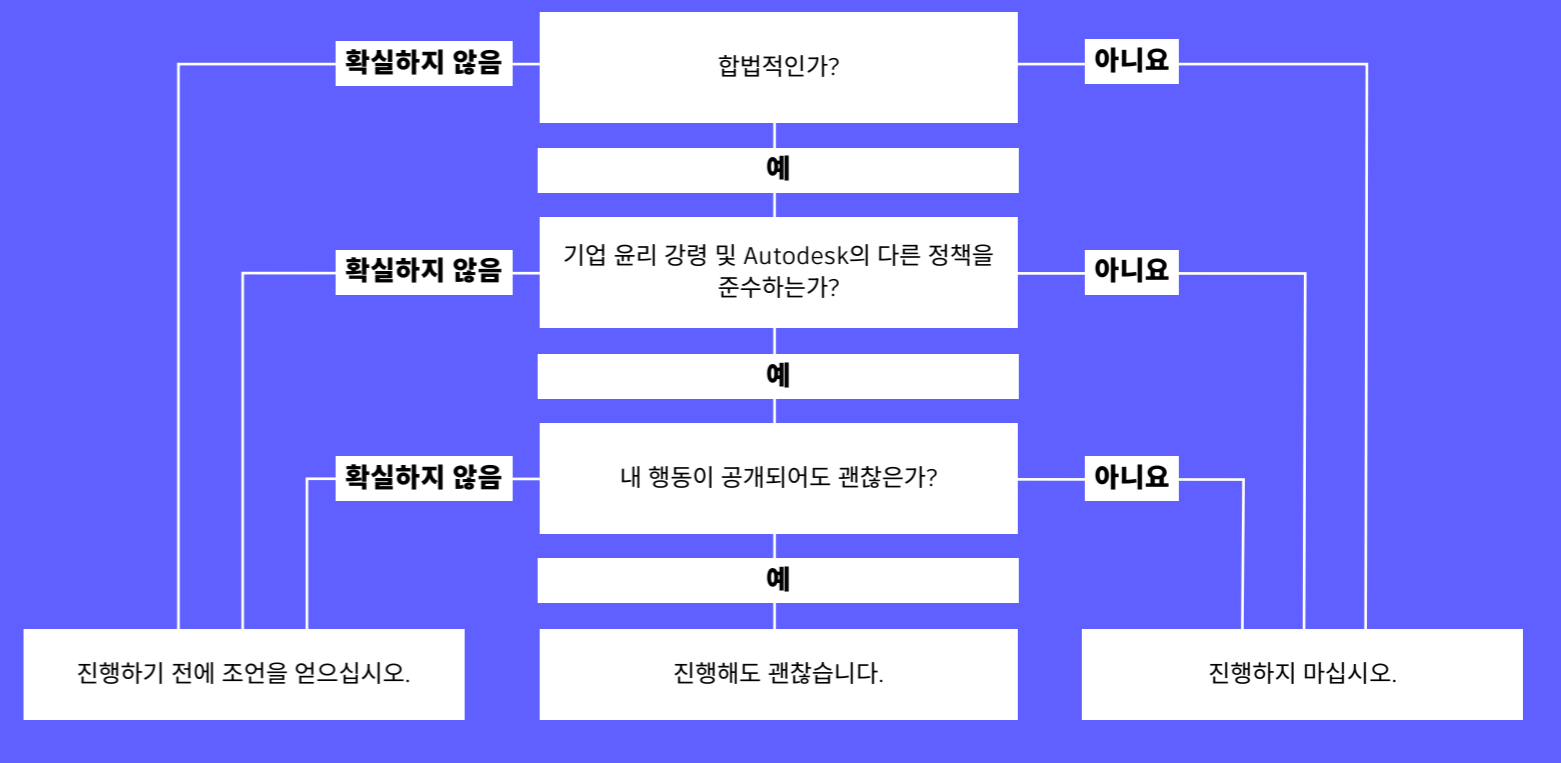 확실하지 않음
합법적인가?
아니요
예
확실하지 않음
기업 윤리 강령 및 Autodesk의 다른 정책을
준수하는가?
아니요
예
확실하지 않음
내 행동이 공개되어도 괜찮은가?
아니요
예
진행하기 전에 조언을 얻으십시오.
진행해도 괜찮습니다.
진행하지 마십시오.